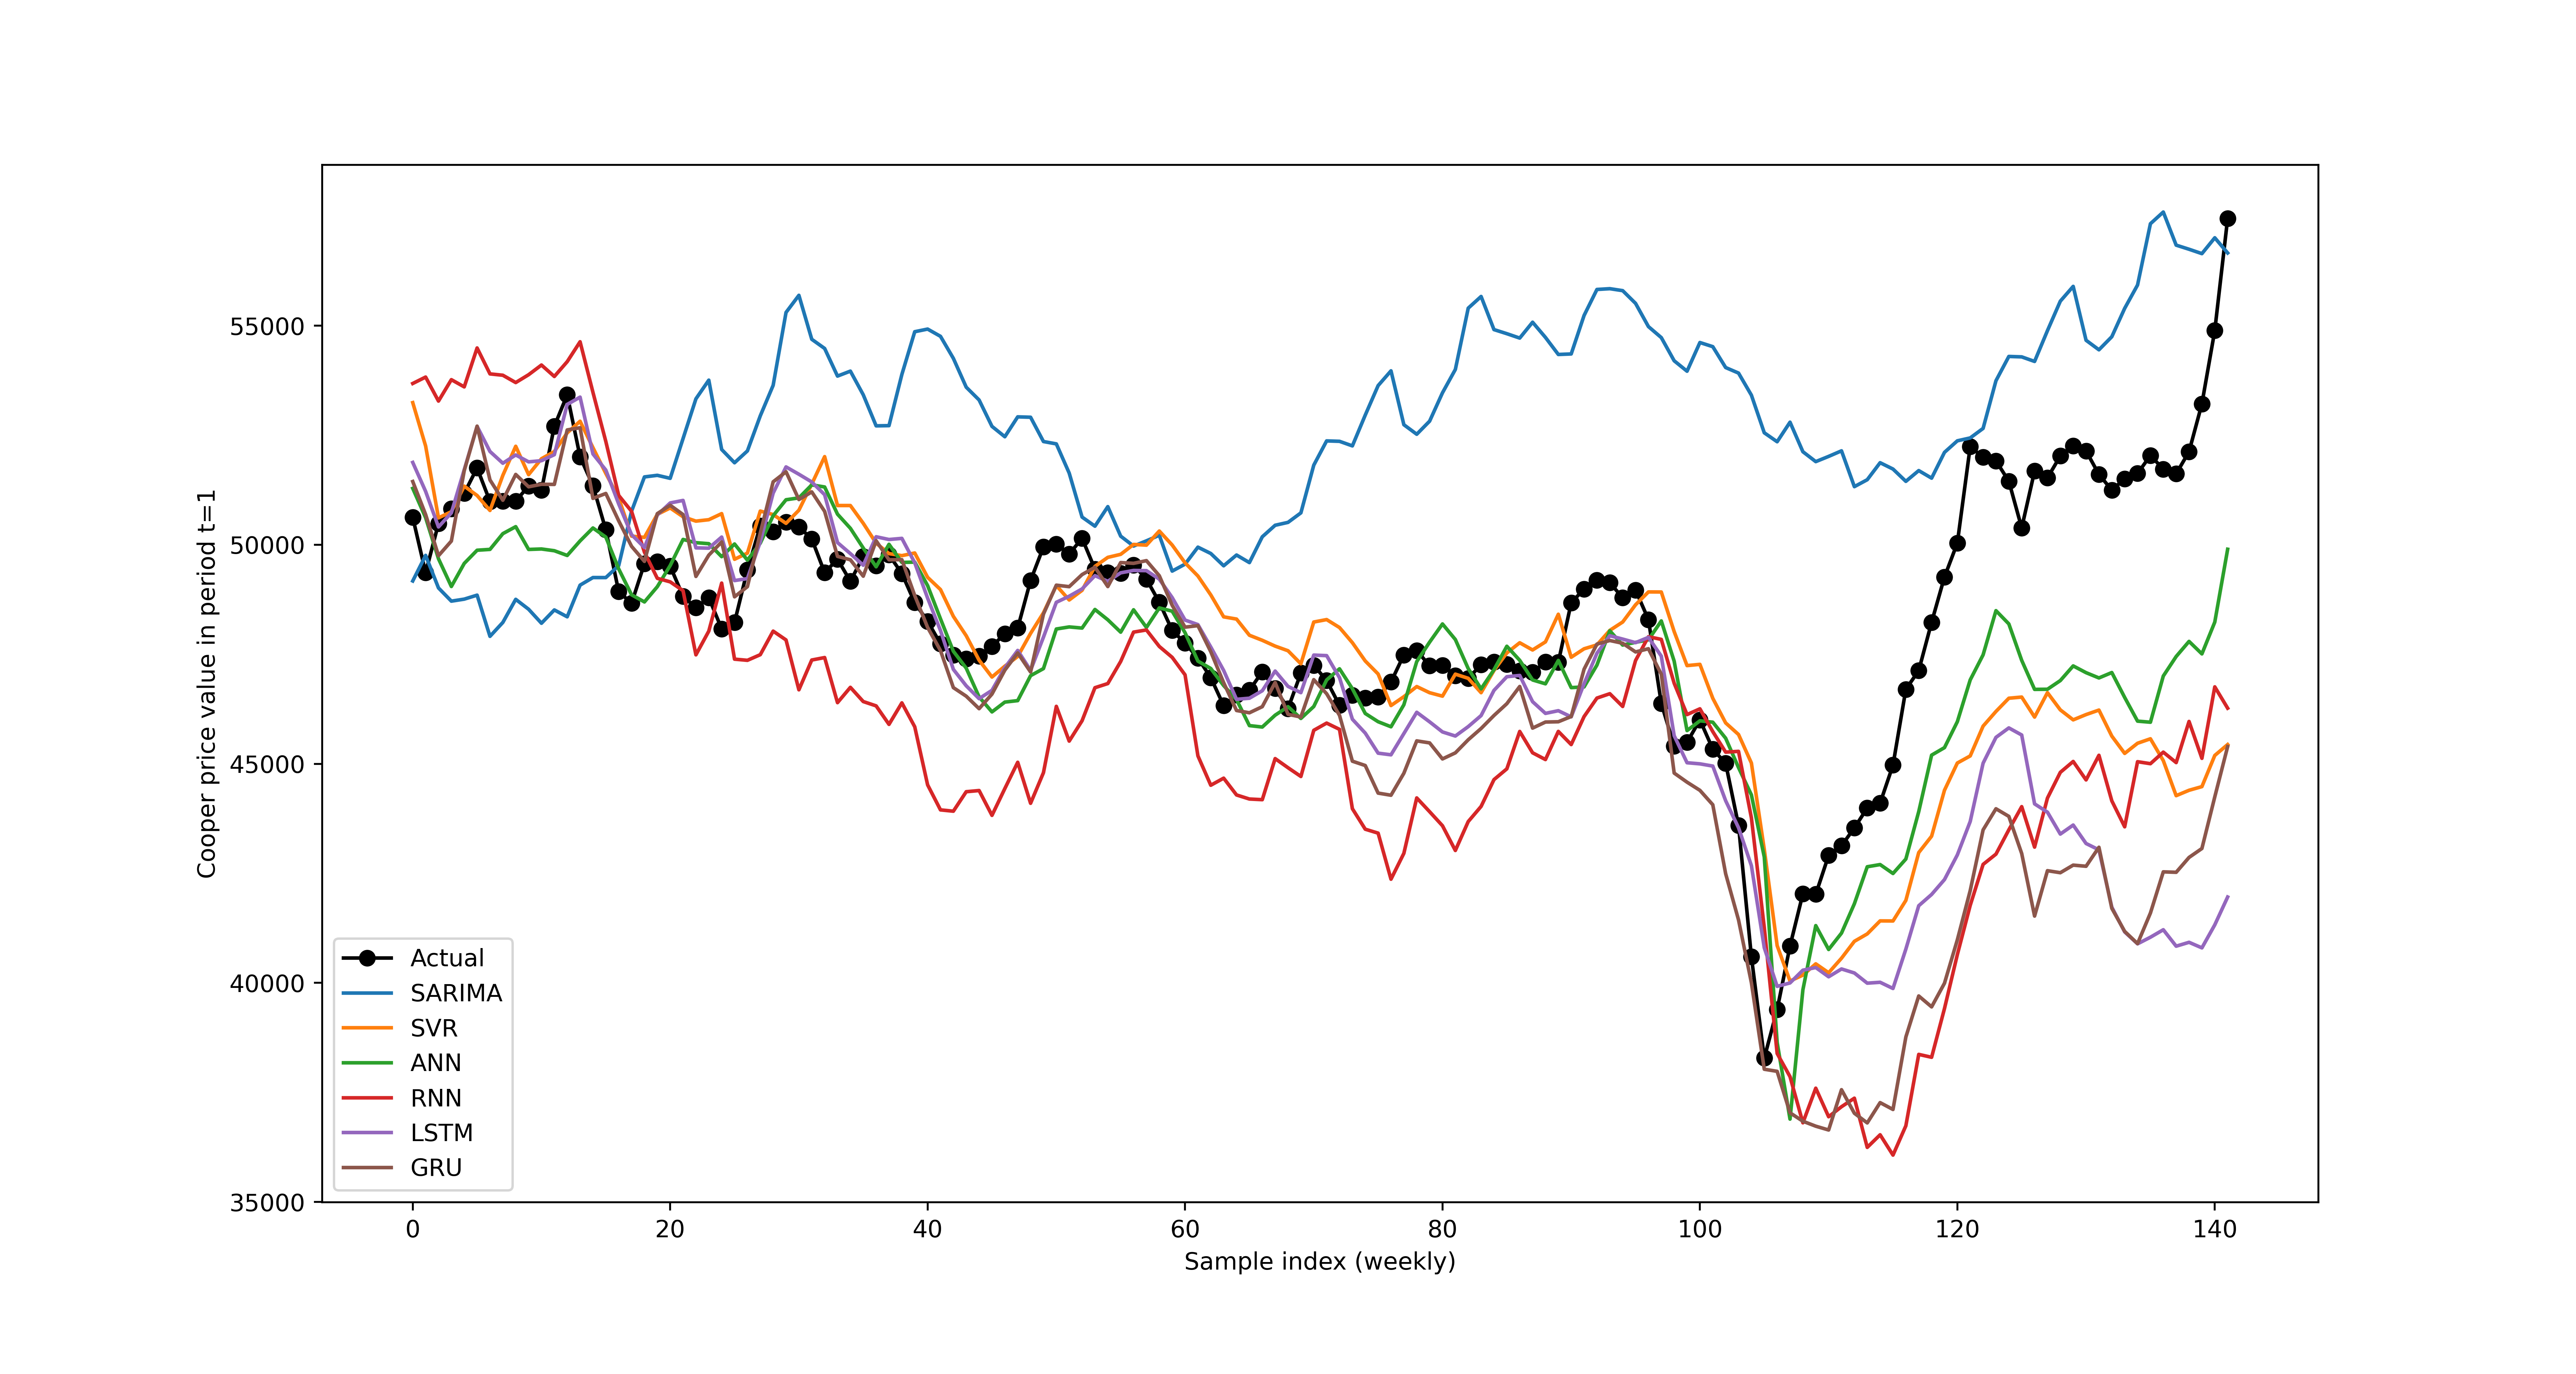 Cooper price value in period t=1
55000
50000
45000
40000
35000
Actual
SARIMA
SVR
ANN
RNN
LSTM
GRU
0 20 40 60 80 100 120 140
Sample index (weekly)